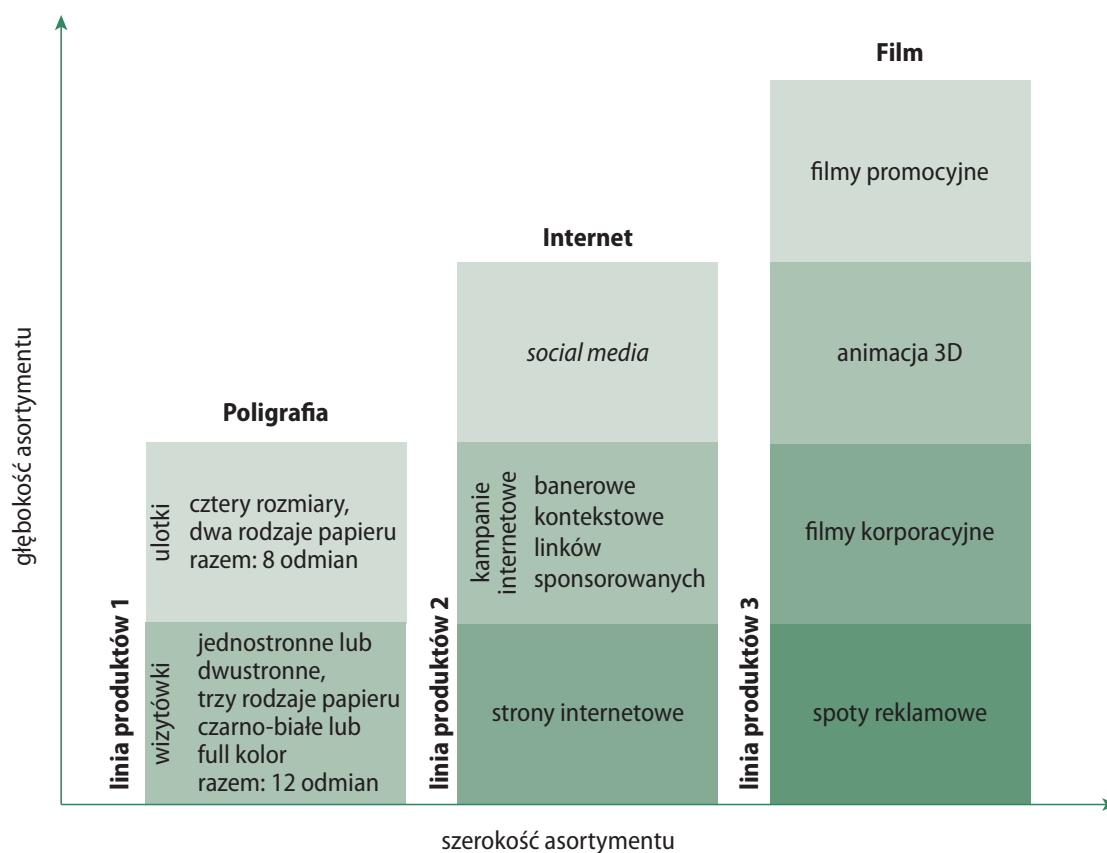 głębokość asortymentu
Poligrafia
linia produktów 1
ulotki
cztery rozmiary,
dwa rodzaje papieru
razem: 8 odmian
wizytówki
jednostronne lub
dwustronne,
trzy rodzaje papieru
czarno-białe lub
full kolor
razem: 12 odmian
Internet
linia produktów 2
social media
kampanie
internetowe
banerowe
kontekstowe
linków
sponsorowanych
strony internetowe
Film
linia produktów 3
filmy promocyjne
animacja 3D
filmy korporacyjne
spoty reklamowe
szerokość asortymentu